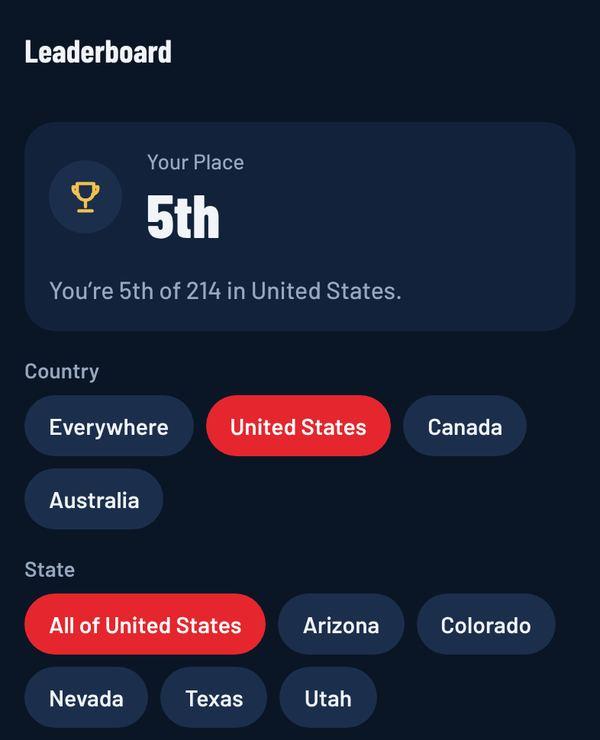 Leaderboard
Your Place
5th
You’re 5th of 214 in United States.
Country
Everywhere United States Canada
Australia
State
All of United States Arizona Colorado
Nevada Texas Utah